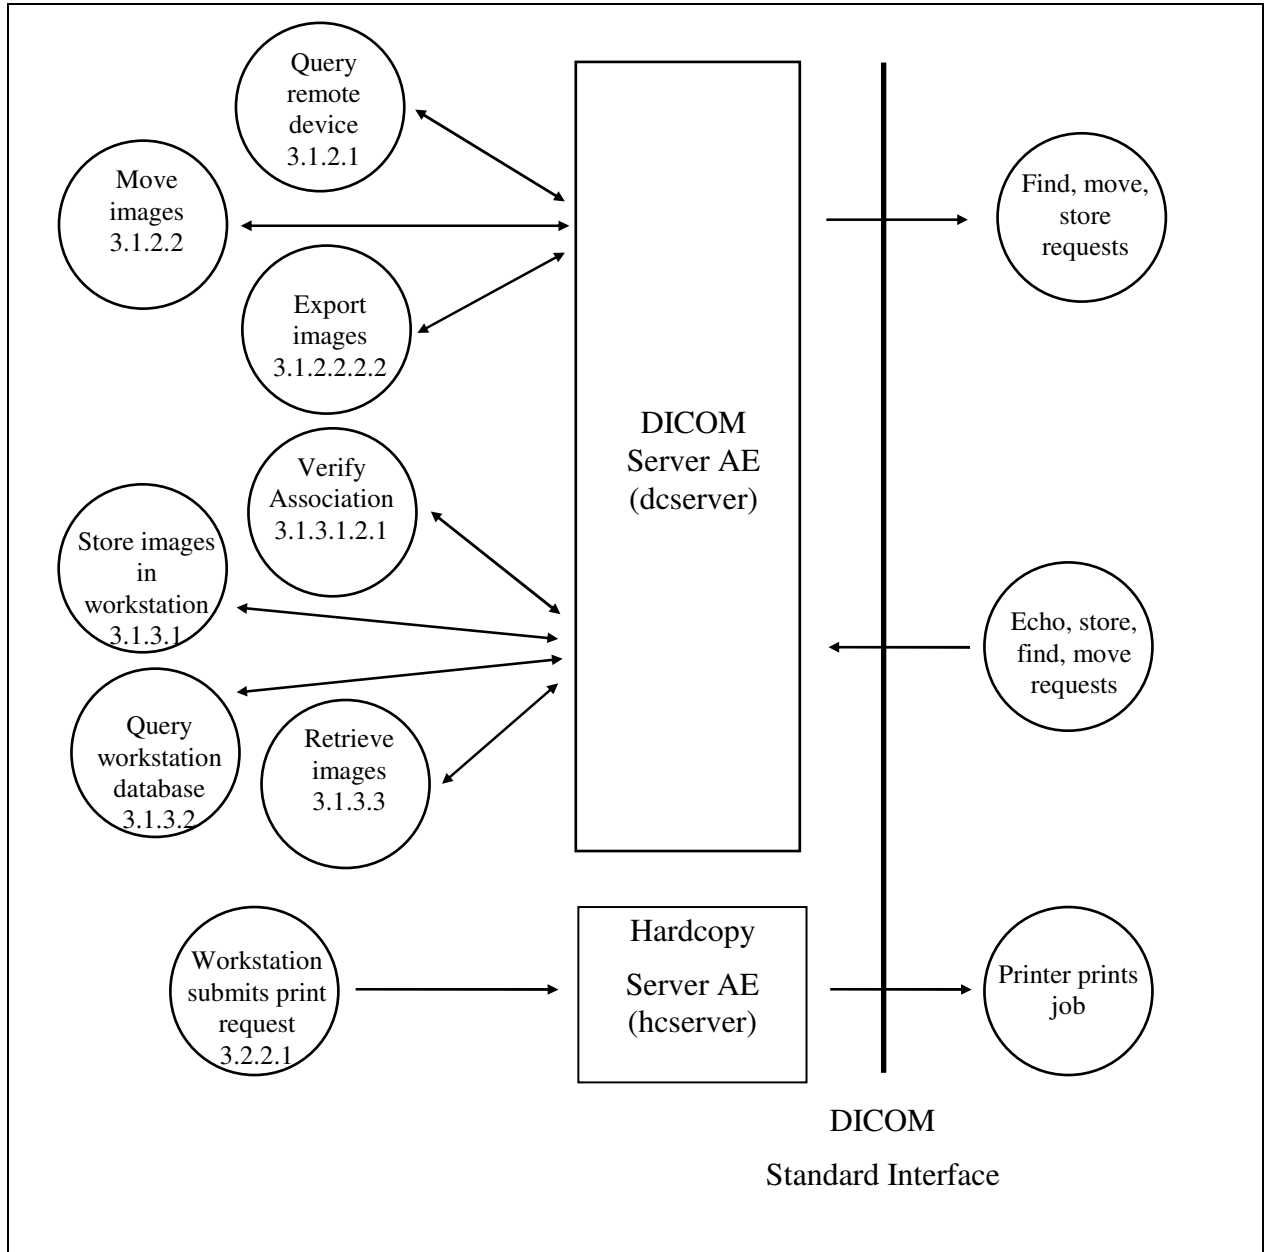 Query
remote
device
3.1.2.1
Move
images
3.1.2.2
Export
images
3.1.2.2.2.2
Verify
Association
3.1.3.1.2.1
Store images
in
workstation
3.1.3.1
Query
workstation
database
3.1.3.2
Retrieve
images
3.1.3.3
DICOM
Server AE
(dcserver)
Find, move,
store
requests
Echo, store,
find, move
requests
Workstation
submits print
request
3.2.2.1
Hardcopy
Server AE
(hcserver)
Printer prints
job
DICOM
Standard Interface